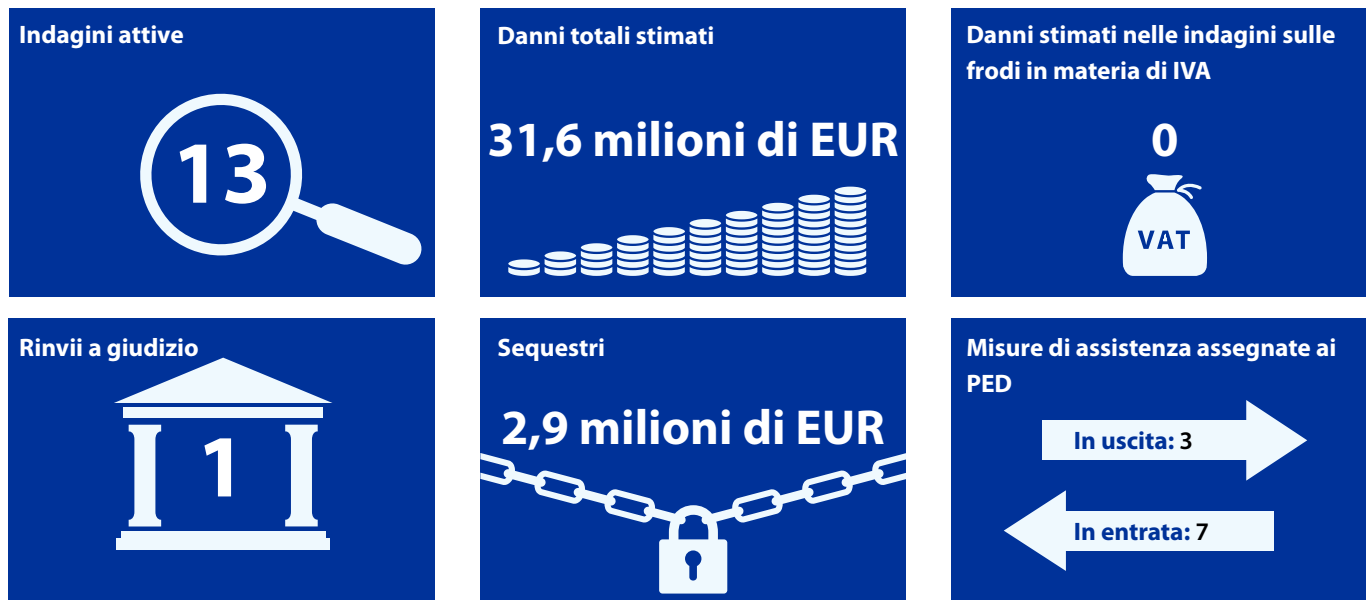 Indagini attive
13
Danni totali stimati
31,6 milioni di EUR
Danni stimati nelle indagini sulle
frodi in materia di IVA
0
VAT
Rinvii a giudizio
1
Sequestri
2,9 milioni di EUR
Misure di assistenza assegnate ai
PED
In uscita: 3
In entrata: 7